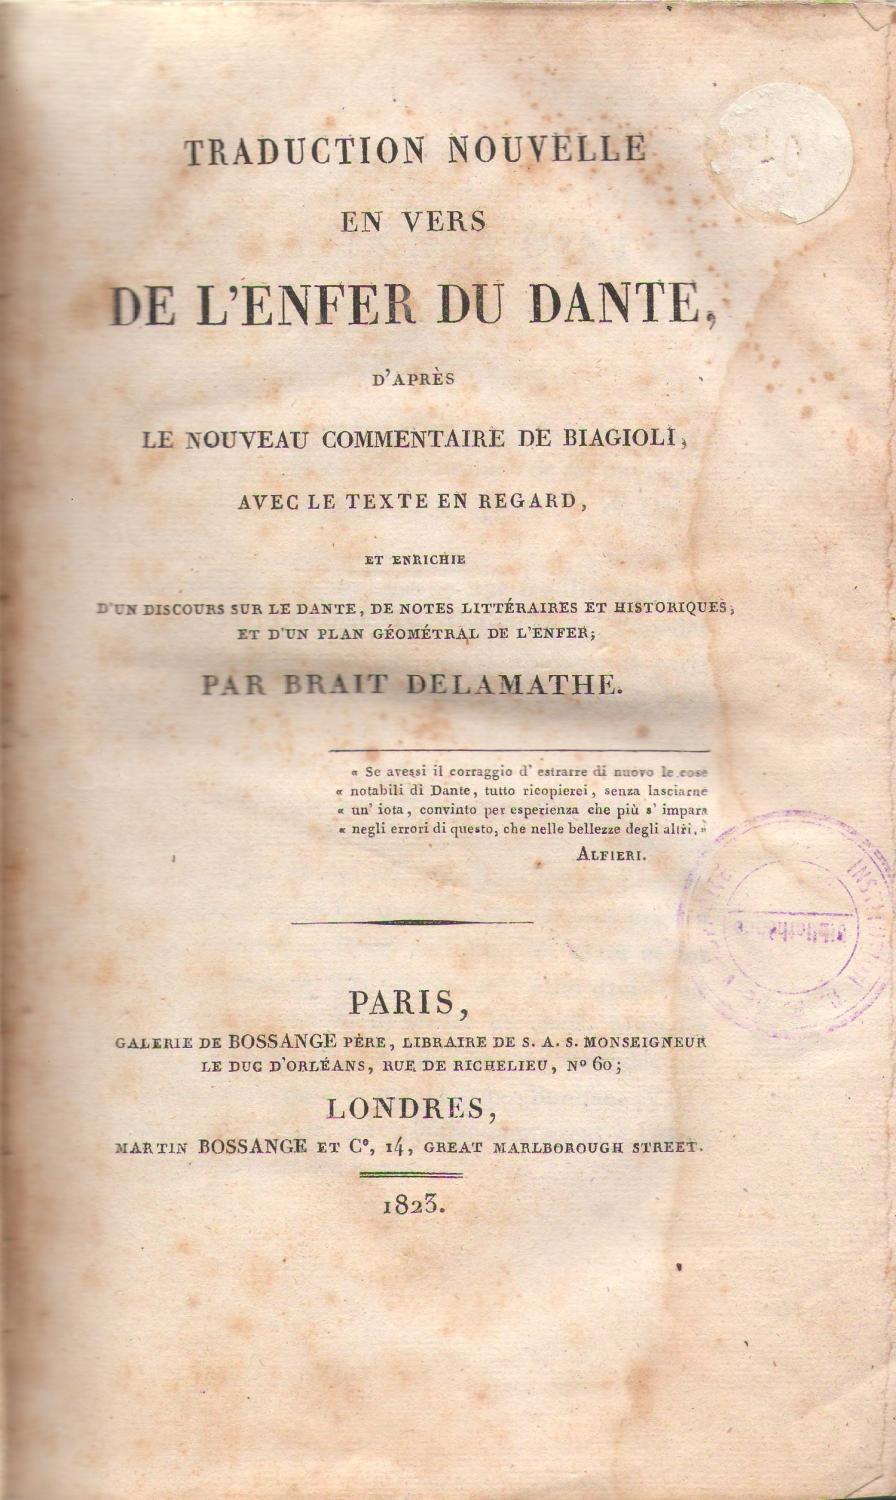 TRADUCTION NOUVELLE
EN VERS
DE L'ENFER DU DANTE,
D'APRÈS
LE NOUVEAU COMMENTAIRE DE BIAGIOLI,
AVEC LE TEXTE EN REGARD,
ET ENRICHIE
D'UN DISCOURS SUR LE DANTE, DE NOTES LITTÉRAIRES ET HISTORIQUES,
ET D'UN PLAN GÉOMÉTRAL DE L'ENFER;
PAR BRAIT DELAMATHE.
« Se avessi il corraggio d' estrarre di nuovo le cose
« notabili di Dante, tutto ricopierei, senza lasciarne
« un' iota, convinto per esperienza che più s' impara
« negli errori di questo, che nelle bellezze degli altri. »
ALFIERI.
PARIS,
GALERIE DE BOSSANGE PÈRE, LIBRAIRE DE S. A. S. MONSEIGNEUR
LE DUC D'ORLÉANS, RUE DE RICHELIEU, Nº 60;
LONDRES,
MARTIN BOSSANGE ET Cᵉ, 14, GREAT MARLBOROUGH STREET.
1823.